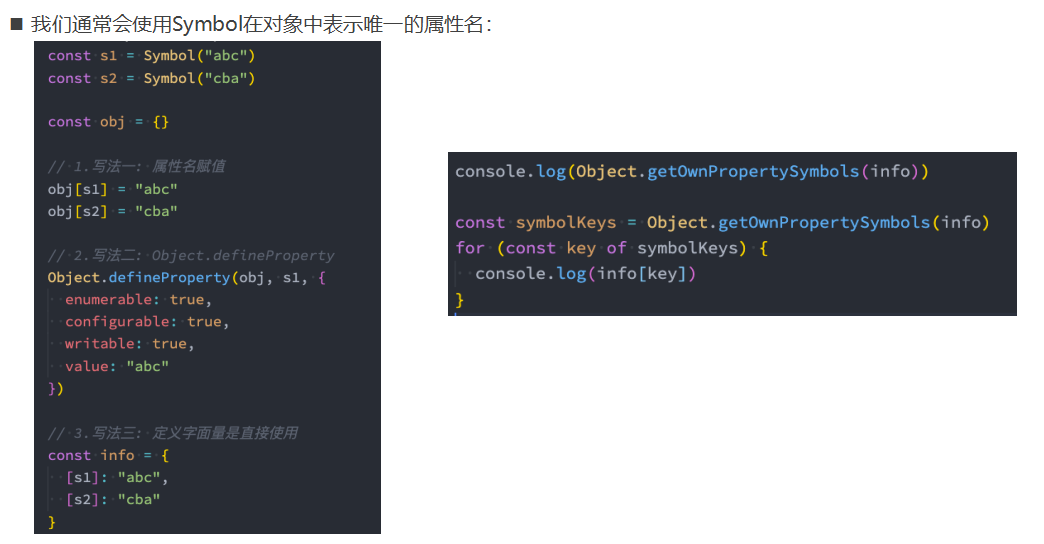 ■ 我们通常会使用Symbol在对象中表示唯一的属性名：
const s1 = Symbol("abc")
const s2 = Symbol("cba")
const obj = {}
// 1.写法一: 属性名赋值
obj[s1] = "abc"
obj[s2] = "cba"
// 2.写法二: Object.defineProperty
Object.defineProperty(obj, s1, {
  enumerable: true,
  configurable: true,
  writable: true,
  value: "abc"
})
// 3.写法三: 定义字面量是直接使用
const info = {
  [s1]: "abc",
  [s2]: "cba"
}
console.log(Object.getOwnPropertySymbols(info))
const symbolKeys = Object.getOwnPropertySymbols(info)
for (const key of symbolKeys) {
  console.log(info[key])
}